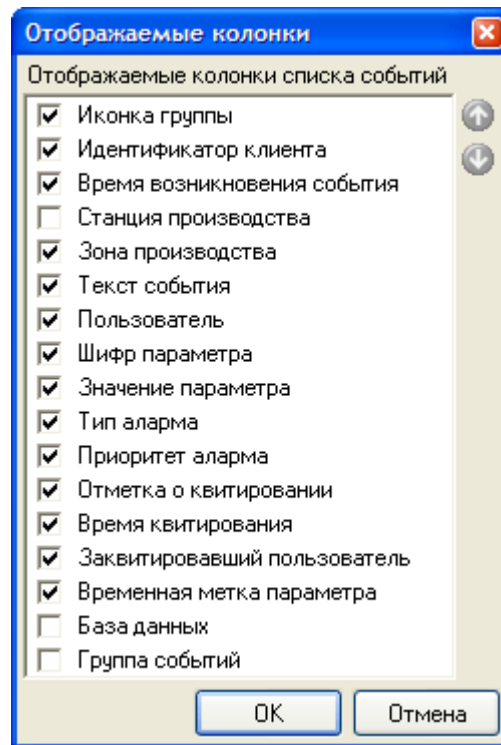 Отображаемые колонки
Отображаемые колонки списка событий
Иконка группы
Идентификатор клиента
Время возникновения события
Станция производства
Зона производства
Текст события
Пользователь
Шифр параметра
Значение параметра
Тип аларма
Приоритет аларма
Отметка о квитировании
Время квитирования
Заквитировавший пользователь
Временная метка параметра
База данных
Группа событий
OK
Отмена